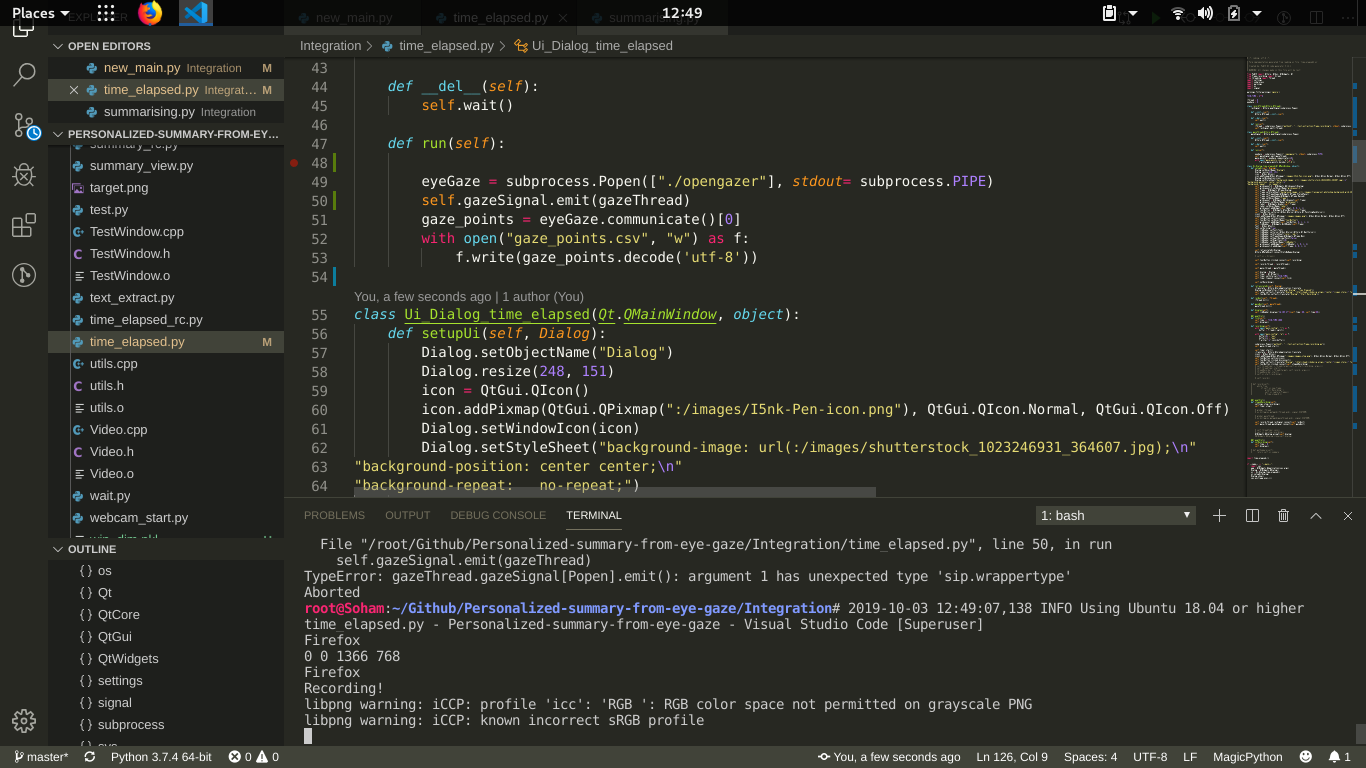 Places
12:49
new_main.py
time_elapsed.py
summarising.py
OPEN EDITORS
new_main.py Integration M
time_elapsed.py Integrat... M
summarising.py Integration
PERSONALIZED-SUMMARY-FROM-EY...
summary_rc.py
summary_view.py
target.png
test.py
TestWindow.cpp
TestWindow.h
TestWindow.o
text_extract.py
time_elapsed_rc.py
time_elapsed.py M
utils.cpp
utils.h
utils.o
Video.cpp
Video.h
Video.o
wait.py
webcam_start.py
OUTLINE
{} os
{} Qt
{} QtCore
{} QtGui
{} QtWidgets
{} settings
{} signal
{} subprocess
Integration > time_elapsed.py > Ui_Dialog_time_elapsed
43
44 def __del__(self):
45 self.wait()
46
47 def run(self):
48
49 eyeGaze = subprocess.Popen(["./opengazer"], stdout= subprocess.PIPE)
50 self.gazeSignal.emit(gazeThread)
51 gaze_points = eyeGaze.communicate()[0]
52 with open("gaze_points.csv", "w") as f:
53 f.write(gaze_points.decode('utf-8'))
54
You, a few seconds ago | 1 author (You)
55 class Ui_Dialog_time_elapsed(Qt.QMainWindow, object):
56 def setupUi(self, Dialog):
57 Dialog.setObjectName("Dialog")
58 Dialog.resize(248, 151)
59 icon = QtGui.QIcon()
60 icon.addPixmap(QtGui.QPixmap(":/images/I5nk-Pen-icon.png"), QtGui.QIcon.Normal, QtGui.QIcon.Off)
61 Dialog.setWindowIcon(icon)
62 Dialog.setStyleSheet("background-image: url(:/images/shutterstock_1023246931_364607.jpg);\n"
63 "background-position: center center;\n"
64 "background-repeat: no-repeat;")
PROBLEMS OUTPUT DEBUG CONSOLE TERMINAL 1: bash
File "/root/Github/Personalized-summary-from-eye-gaze/Integration/time_elapsed.py", line 50, in run
self.gazeSignal.emit(gazeThread)
TypeError: gazeThread.gazeSignal[Popen].emit(): argument 1 has unexpected type 'sip.wrappertype'
Aborted
root@Soham:~/Github/Personalized-summary-from-eye-gaze/Integration# 2019-10-03 12:49:07,138 INFO Using Ubuntu 18.04 or higher
time_elapsed.py - Personalized-summary-from-eye-gaze - Visual Studio Code [Superuser]
Firefox
0 0 1366 768
Firefox
Recording!
libpng warning: iCCP: profile 'icc': 'RGB ': RGB color space not permitted on grayscale PNG
libpng warning: iCCP: known incorrect sRGB profile
master* Python 3.7.4 64-bit 0 0 You, a few seconds ago Ln 126, Col 9 Spaces: 4 UTF-8 LF MagicPython 1